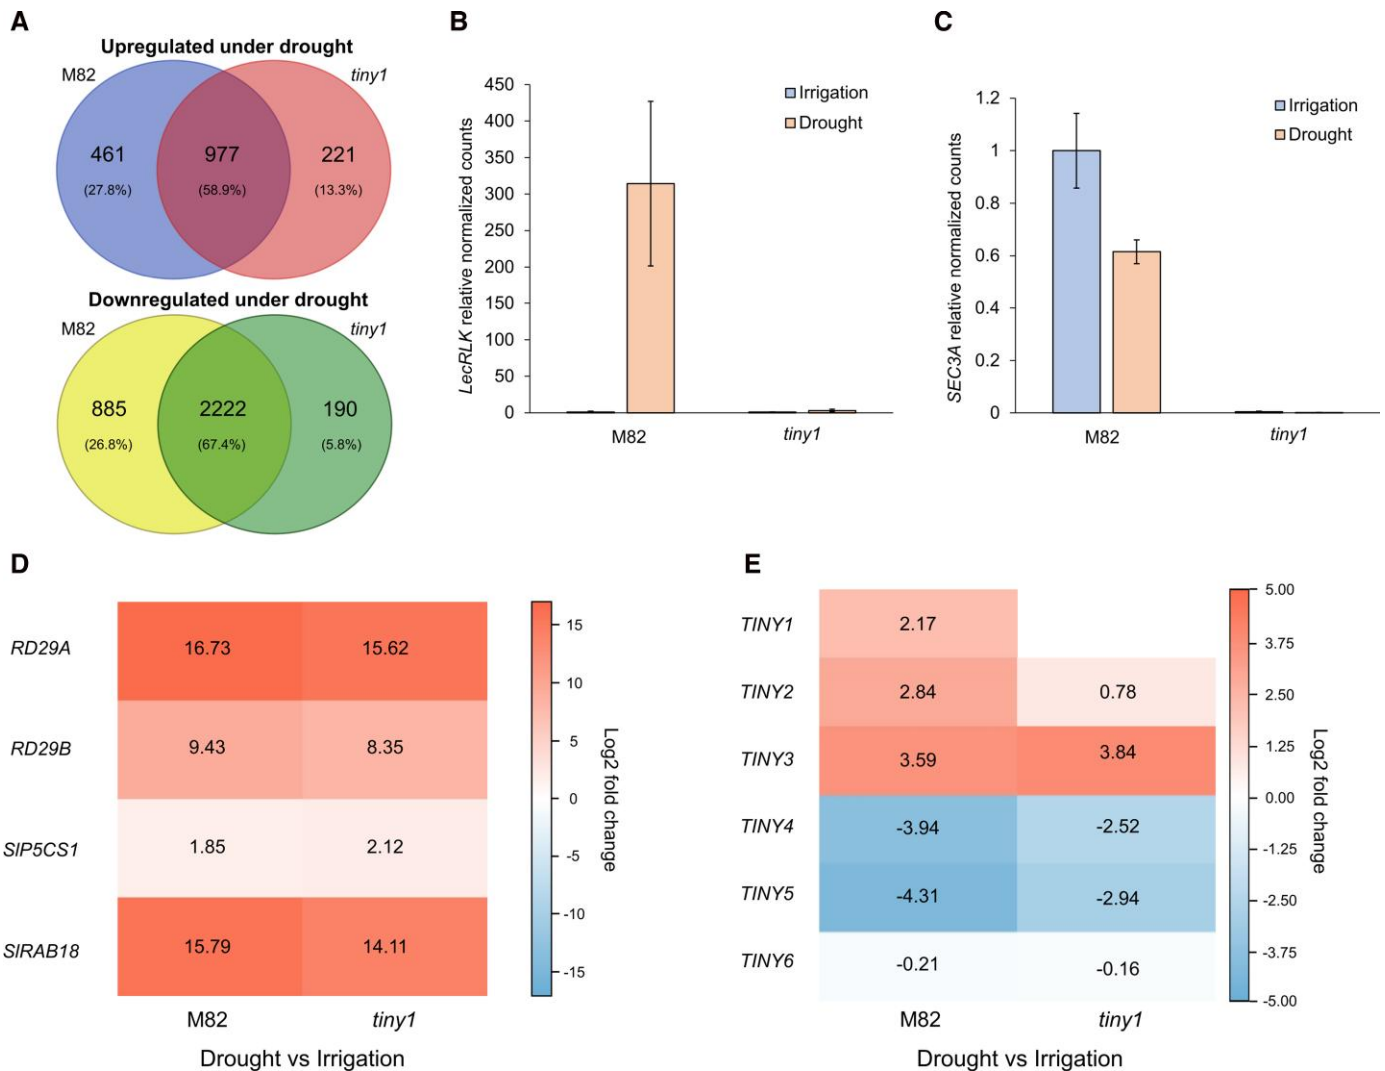 A
Upregulated under drought
M82
tiny1
461
977
221
(27.8%)
(58.9%)
(13.3%)
Downregulated under drought
M82
tiny1
885
2222
190
(26.8%)
(67.4%)
(5.8%)
B
LecRLK relative normalized counts
450
400
350
300
250
200
150
100
50
0
Irrigation
Drought
M82
tiny1
C
SEC3A relative normalized counts
1.2
1
0.8
0.6
0.4
0.2
0
Irrigation
Drought
M82
tiny1
D
RD29A
16.73
15.62
RD29B
9.43
8.35
SlP5CS1
1.85
2.12
SlRAB18
15.79
14.11
M82
tiny1
Drought vs Irrigation
15
10
5
0
-5
-10
-15
Log2 fold change
E
TINY1
2.17
TINY2
2.84
0.78
TINY3
3.59
3.84
TINY4
-3.94
-2.52
TINY5
-4.31
-2.94
TINY6
-0.21
-0.16
M82
tiny1
Drought vs Irrigation
5.00
3.75
2.50
1.25
0.00
-1.25
-2.50
-3.75
-5.00
Log2 fold change